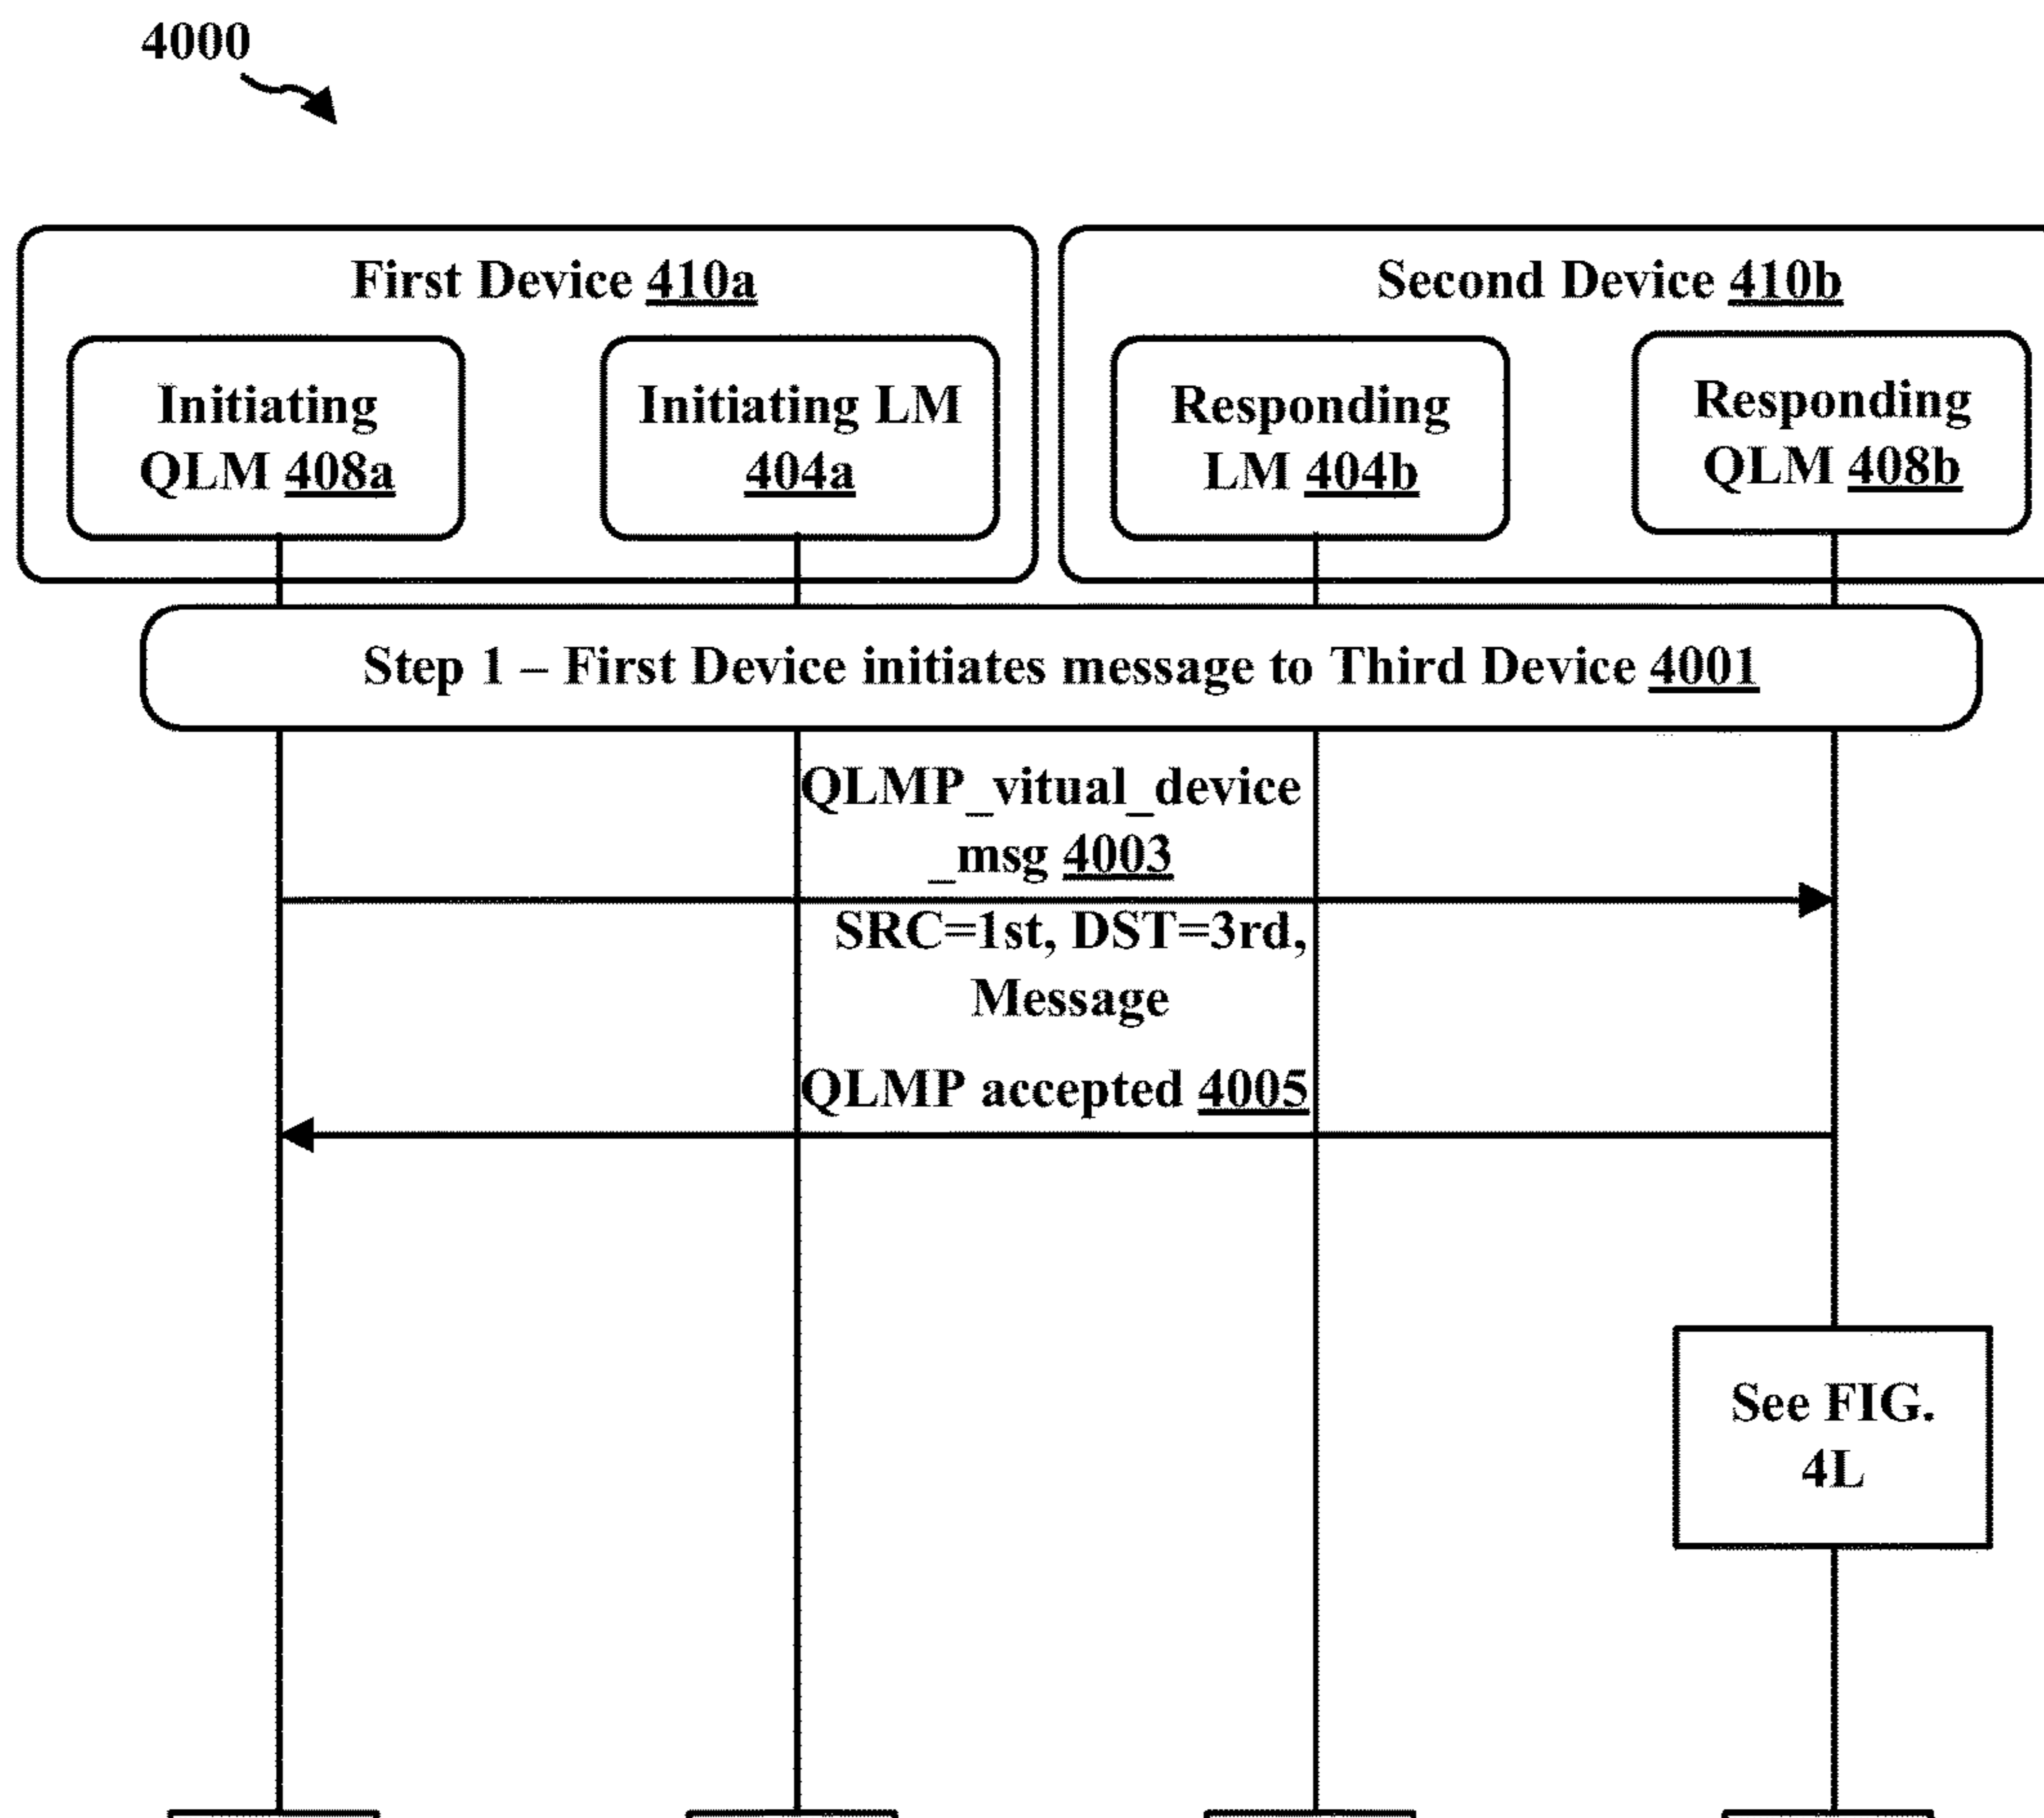 4000
First Device 410a
Second Device 410b
Initiating
QLM 408a
Initiating LM
404a
Responding
LM 404b
Responding
QLM 408b
Step 1 – First Device initiates message to Third Device 4001
QLMP_vitual_device
_msg 4003
SRC=1st, DST=3rd,
Message
QLMP accepted 4005
See FIG.
4L